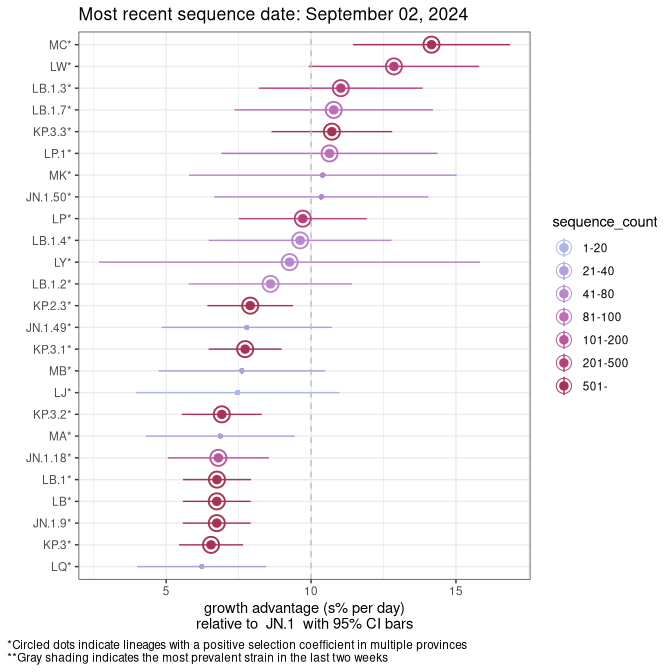 Most recent sequence date: September 02, 2024
MC*
LW*
LB.1.3*
LB.1.7*
KP.3.3*
LP.1*
MK*
JN.1.50*
LP*
LB.1.4*
LY*
LB.1.2*
KP.2.3*
JN.1.49*
KP.3.1*
MB*
LJ*
KP.3.2*
MA*
JN.1.18*
LB.1*
LB*
JN.1.9*
KP.3*
LQ*
5 10 15
growth advantage (s% per day)
relative to JN.1 with 95% CI bars
sequence_count
1-20
21-40
41-80
81-100
101-200
201-500
501-
*Circled dots indicate lineages with a positive selection coefficient in multiple provinces
**Gray shading indicates the most prevalent strain in the last two weeks